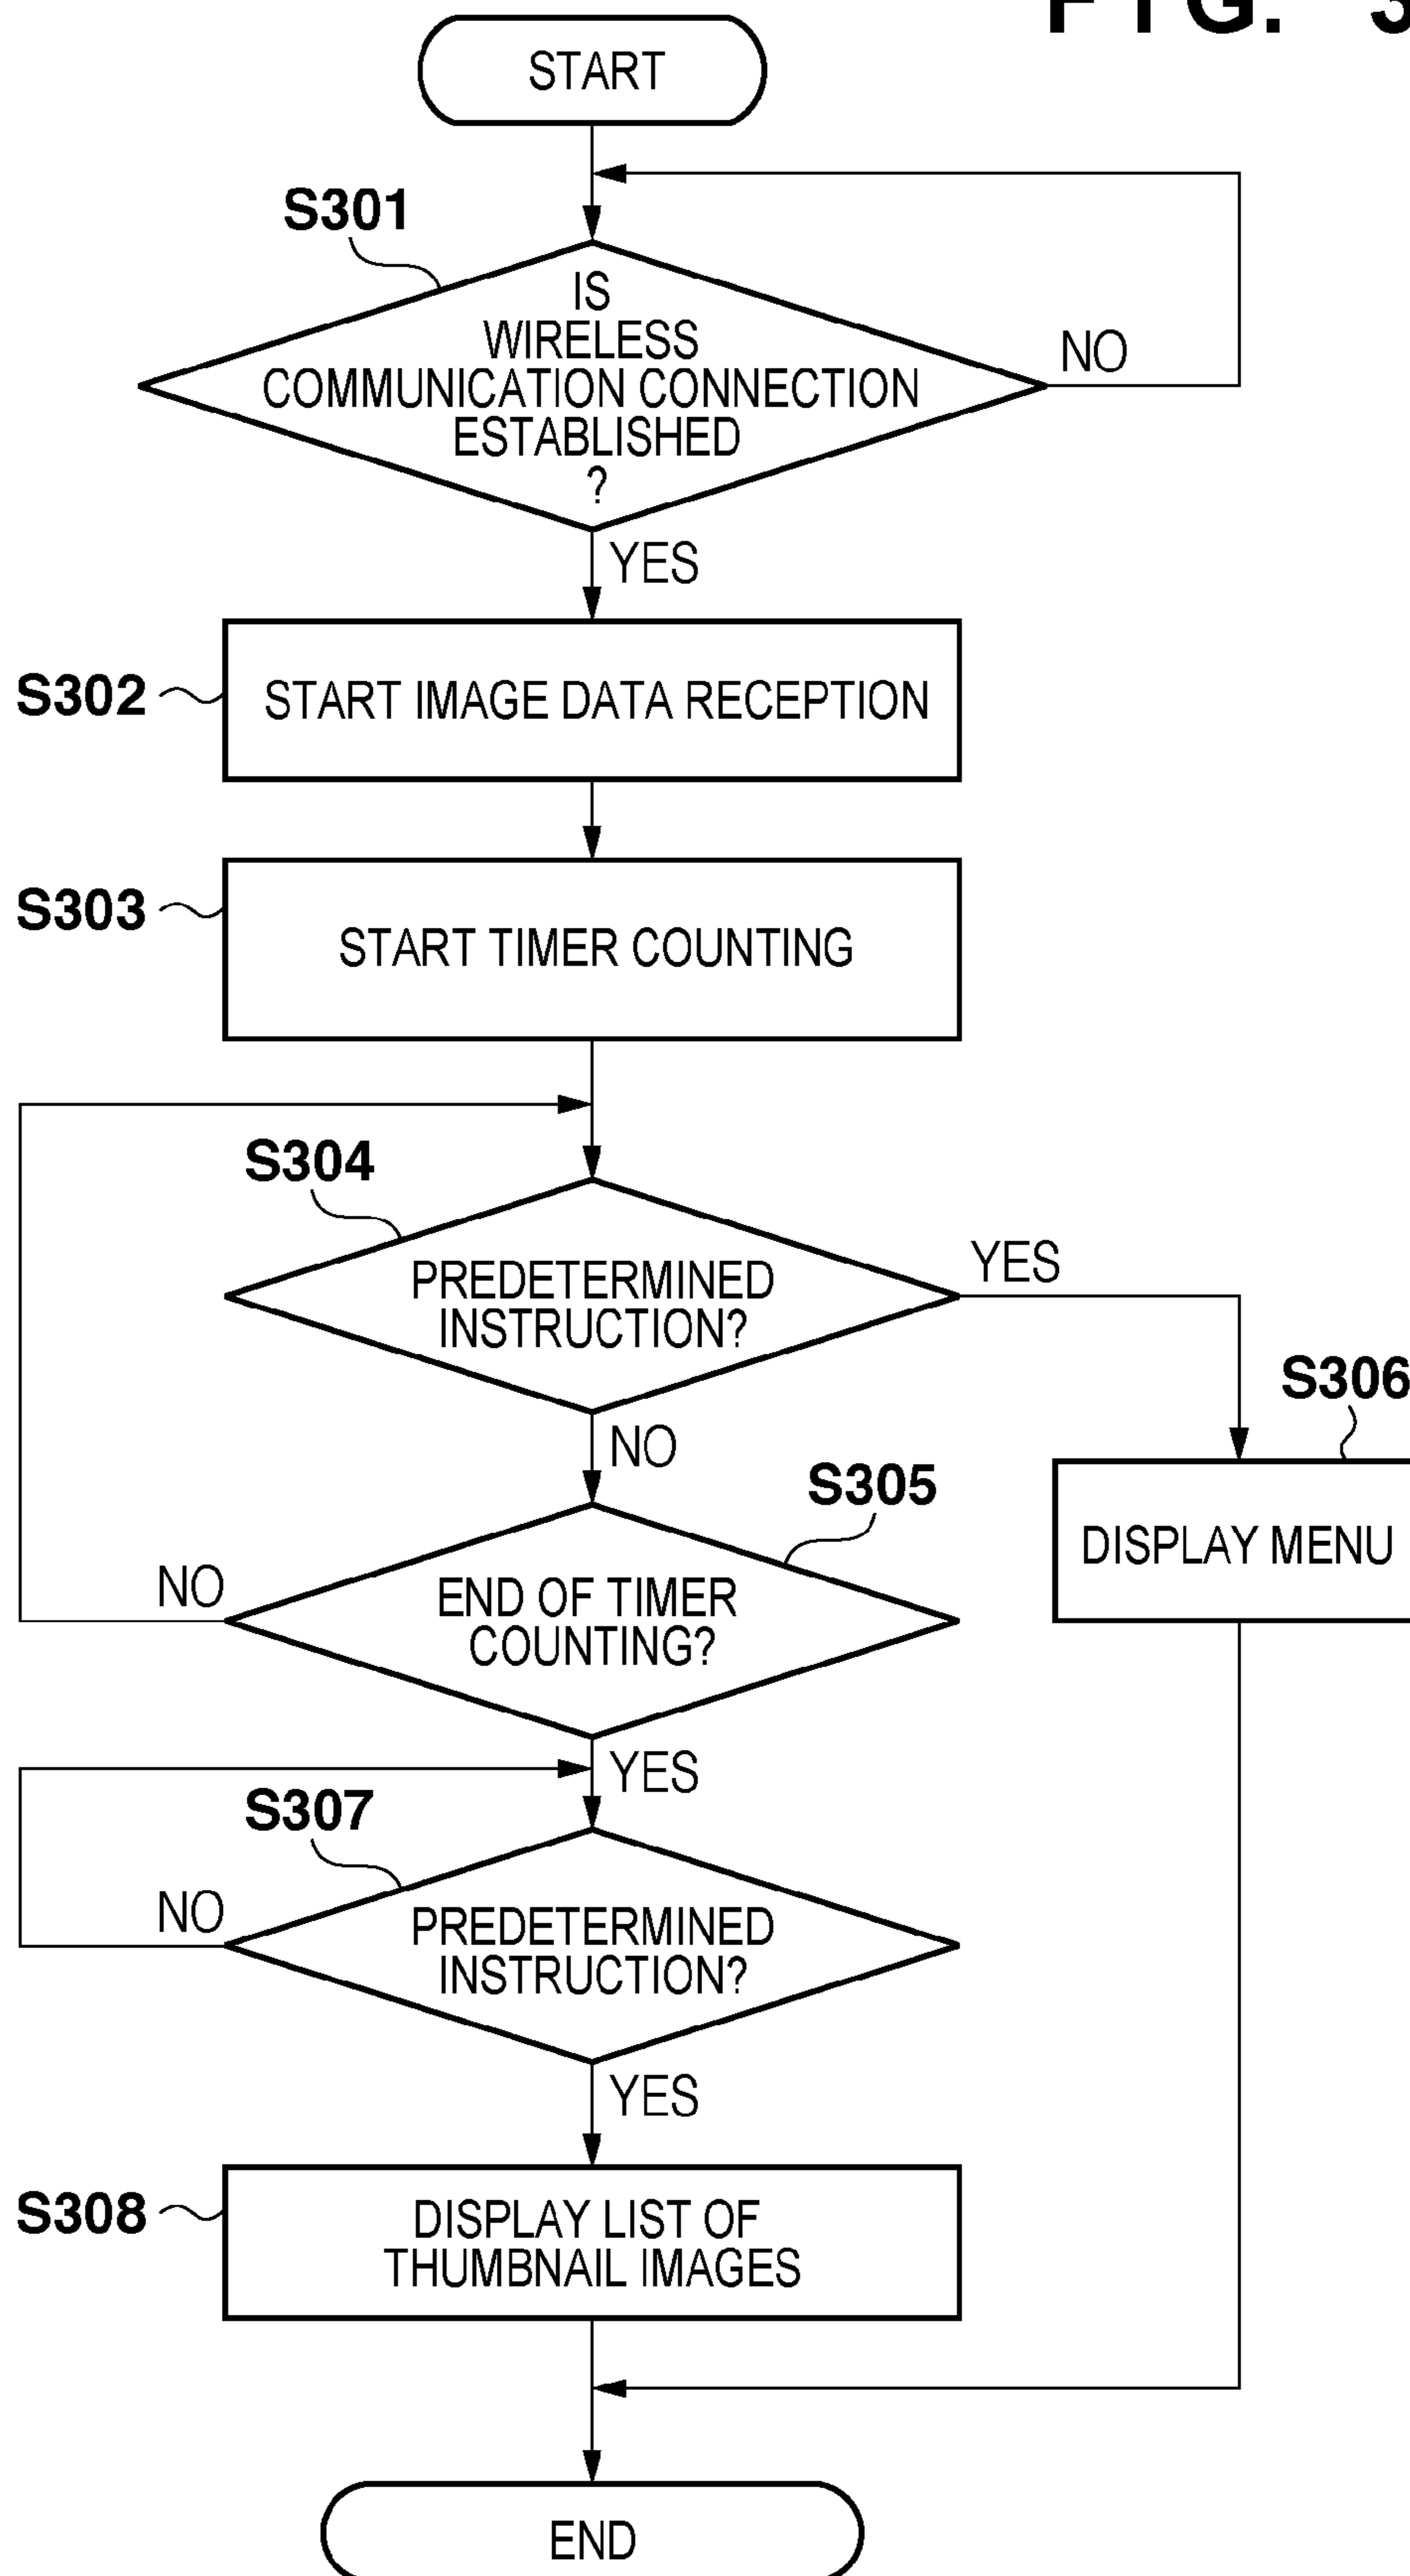 FIG. 3
START
S301
IS
WIRELESS
COMMUNICATION CONNECTION
ESTABLISHED
?
NO
YES
S302
START IMAGE DATA RECEPTION
S303
START TIMER COUNTING
S304
PREDETERMINED
INSTRUCTION?
YES
NO
S306
DISPLAY MENU
S305
END OF TIMER
COUNTING?
NO
YES
S307
PREDETERMINED
INSTRUCTION?
NO
YES
S308
DISPLAY LIST OF
THUMBNAIL IMAGES
END